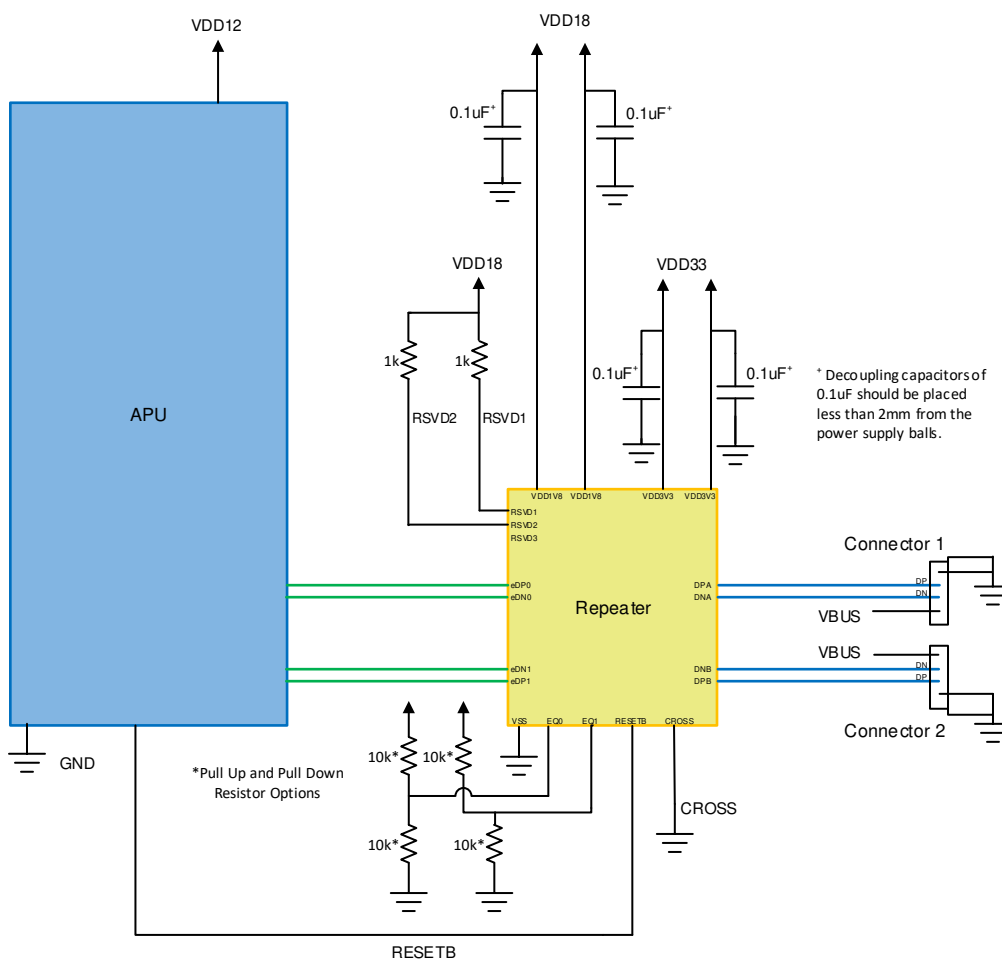 VDD12
VDD18
0.1uF+
0.1uF+
VDD18
VDD33
1k
1k
0.1uF+
0.1uF+
+ Decoupling capacitors of
0.1uF should be placed
less than 2mm from the
power supply balls.
APU
RSVD2
RSVD1
VDD1V8
VDD1V8
VDD3V3
VDD3V3
RSVD1
RSVD2
RSVD3
Connector 1
eDP0
eDN0
Repeater
DPA
DNA
DP
DN
VBUS
VBUS
eDN1
eDP1
DNB
DPB
DN
DP
VSS
EQ0
EQ1
RESETB
CROSS
Connector 2
GND
*Pull Up and Pull Down
Resistor Options
10k*
10k*
CROSS
10k*
10k*
RESETB